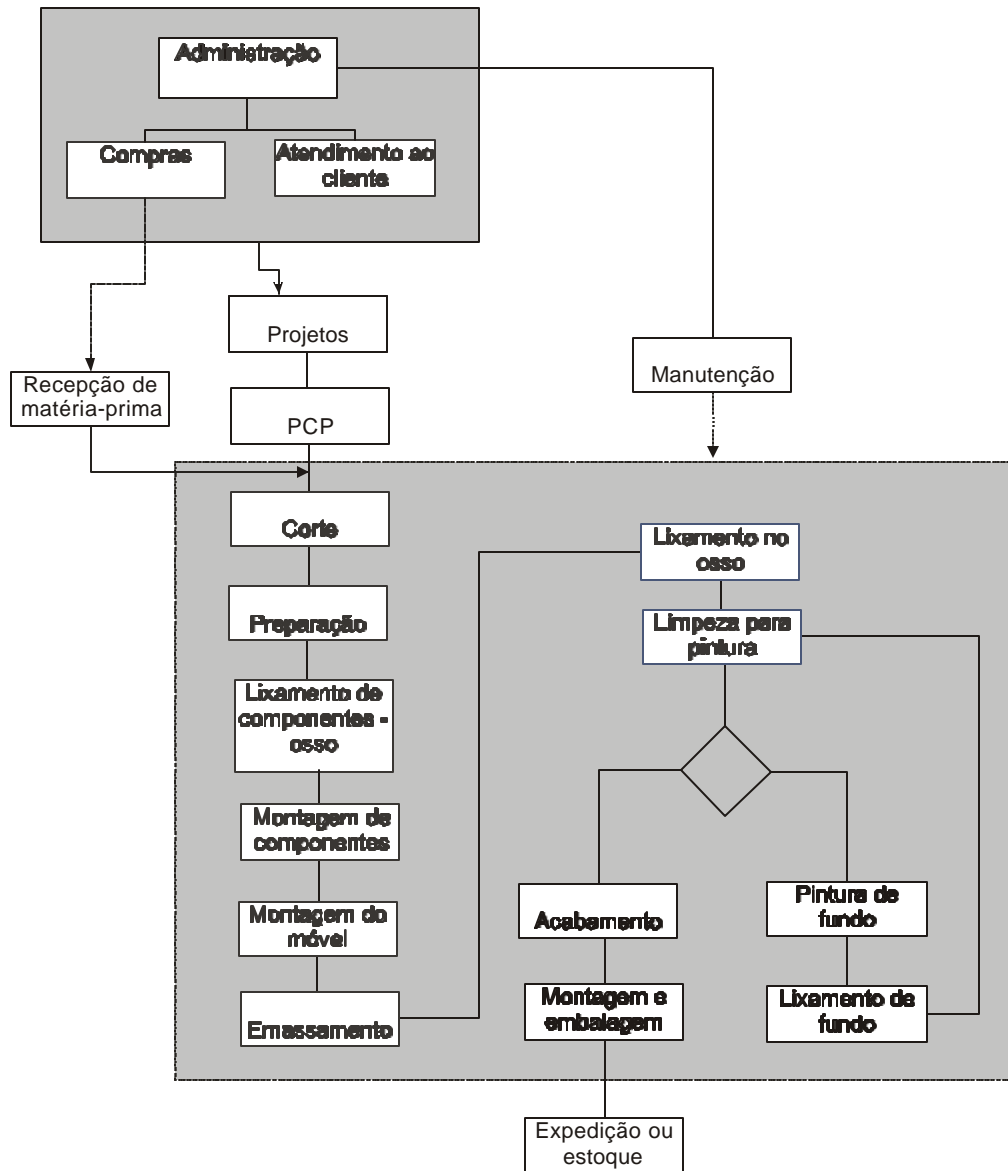 Administração
Compras
Atendimento ao
cliente
Projetos
Recepção de
matéria-prima
PCP
Manutenção
Corte
Preparação
Lixamento de
componentes -
osso
Montagem de
componentes
Montagem do
móvel
Emassamento
Lixamento no
osso
Limpeza para
pintura
Acabamento
Montagem e
embalagem
Pintura de
fundo
Lixamento de
fundo
Expedição ou
estoque